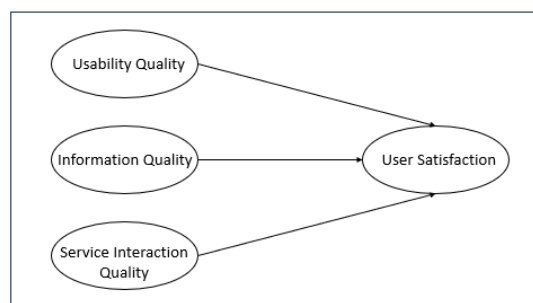 Usability Quality
Information Quality
User Satisfaction
Service Interaction
Quality